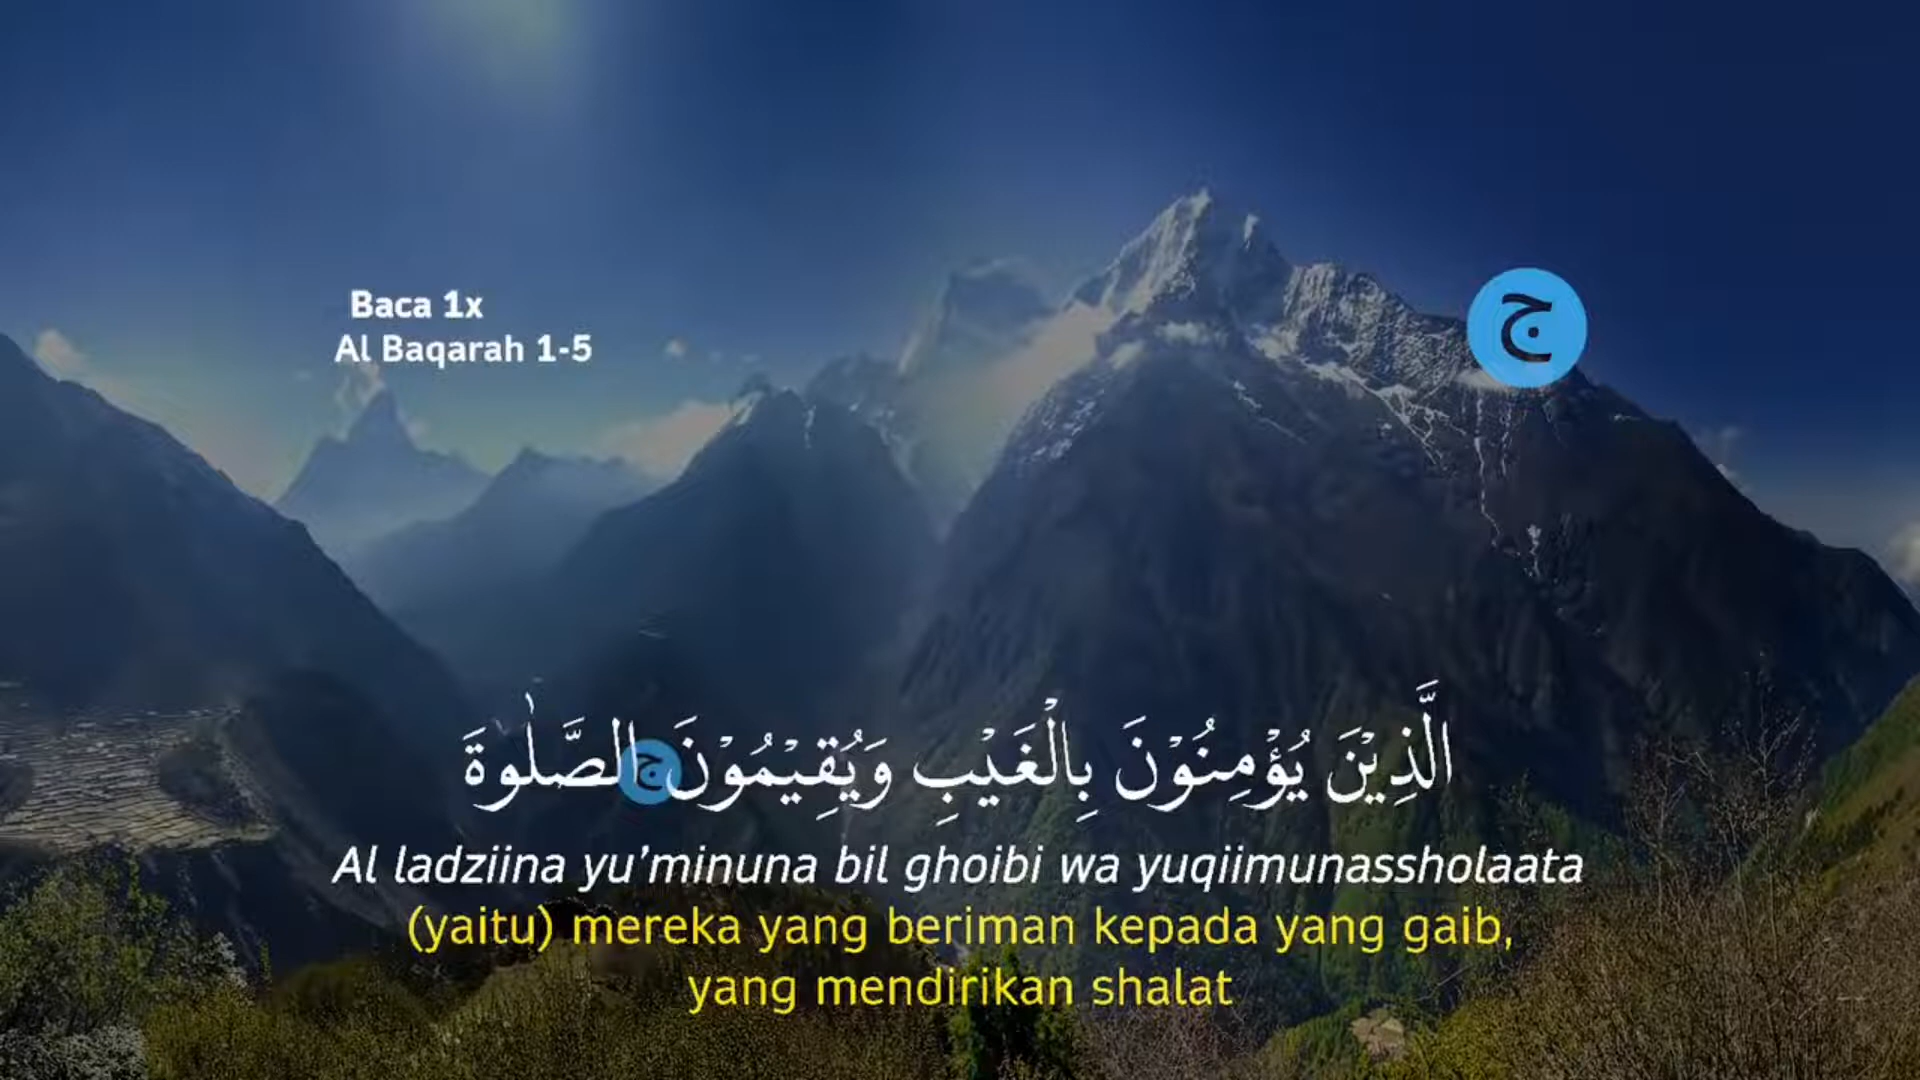 Baca 1x
Al Baqarah 1-5
ج
الَّذِيْنَ يُؤْمِنُوْنَ بِالْغَيْبِ وَيُقِيْمُوْنَ ج الصَّلٰوةَ
Al ladziina yu’minuna bil ghoibi wa yuqiimunassholaata
(yaitu) mereka yang beriman kepada yang gaib,
yang mendirikan shalat